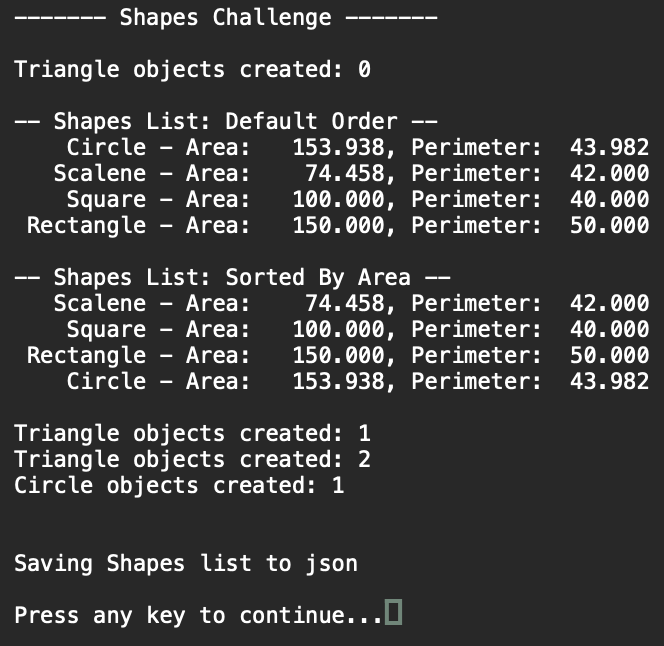 ------- Shapes Challenge -------
Triangle objects created: 0
-- Shapes List: Default Order --
    Circle - Area:   153.938, Perimeter:  43.982
   Scalene - Area:    74.458, Perimeter:  42.000
    Square - Area:   100.000, Perimeter:  40.000
 Rectangle - Area:   150.000, Perimeter:  50.000
-- Shapes List: Sorted By Area --
   Scalene - Area:    74.458, Perimeter:  42.000
    Square - Area:   100.000, Perimeter:  40.000
 Rectangle - Area:   150.000, Perimeter:  50.000
    Circle - Area:   153.938, Perimeter:  43.982
Triangle objects created: 1
Triangle objects created: 2
Circle objects created: 1
Saving Shapes list to json
Press any key to continue...